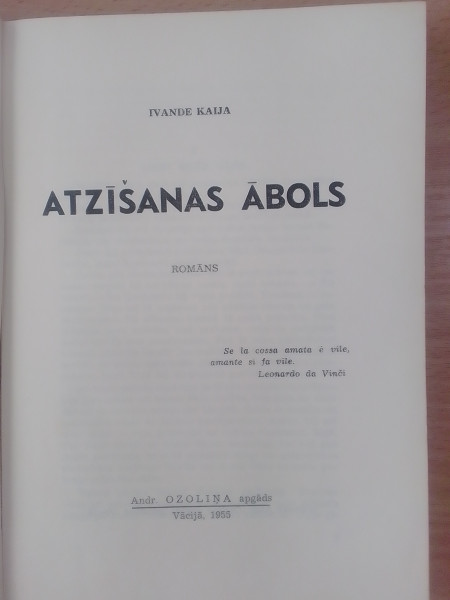 IVANDE KAIJA
ATZĪŠANAS ĀBOLS
ROMĀNS
Se la cossa amata è vile,
amante si fa vile.
Leonardo da Vinči
Andr. OZOLIŅA apgāds
Vācijā, 1955